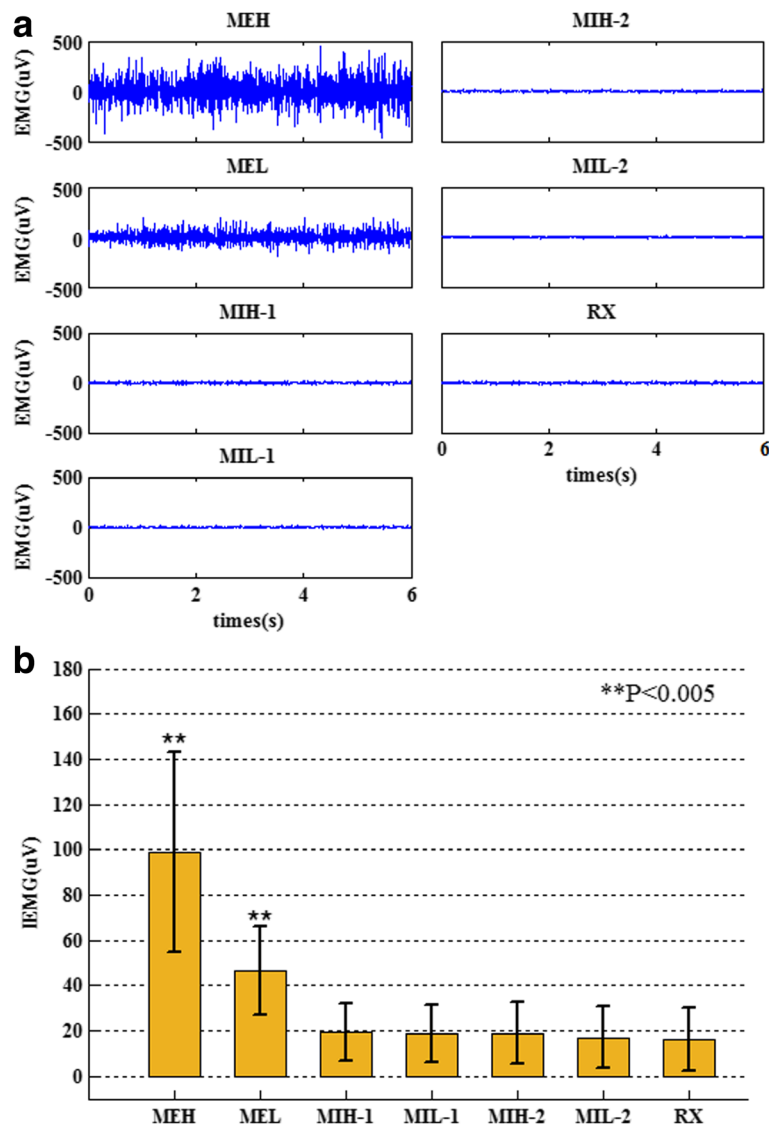 a
MEH
MIH-2
500
0
-500
EMG(uV)
MEL
MIL-2
500
0
-500
EMG(uV)
MIH-1
RX
500
0
-500
EMG(uV)
0 2 4 6
times(s)
MIL-1
500
0
-500
EMG(uV)
0 2 4 6
times(s)
b
180
160
140
120
100
80
60
40
20
0
IEMG(uV)
**P<0.005
**
**
MEH MEL MIH-1 MIL-1 MIH-2 MIL-2 RX